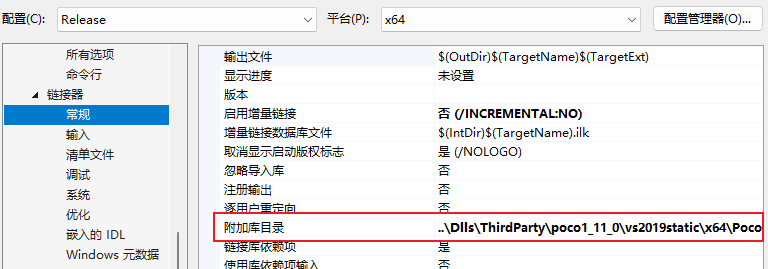 配置(C): Release 平台(P): x64 配置管理器(O)...
所有选项
命令行
链接器
常规
输入
清单文件
调试
系统
优化
嵌入的 IDL
Windows 元数据
输出文件 $(OutDir)$(TargetName)$(TargetExt)
显示进度 未设置
版本
启用增量链接 否 (/INCREMENTAL:NO)
增量链接数据库文件 $(IntDir)$(TargetName).ilk
取消显示启动版权标志 是 (/NOLOGO)
忽略导入库 否
注册输出 否
逐用户重定向 否
附加库目录 ..\Dlls\ThirdParty\poco1_11_0\vs2019static\x64\Poco
链接库依赖项 是
使用库依赖项输入 否